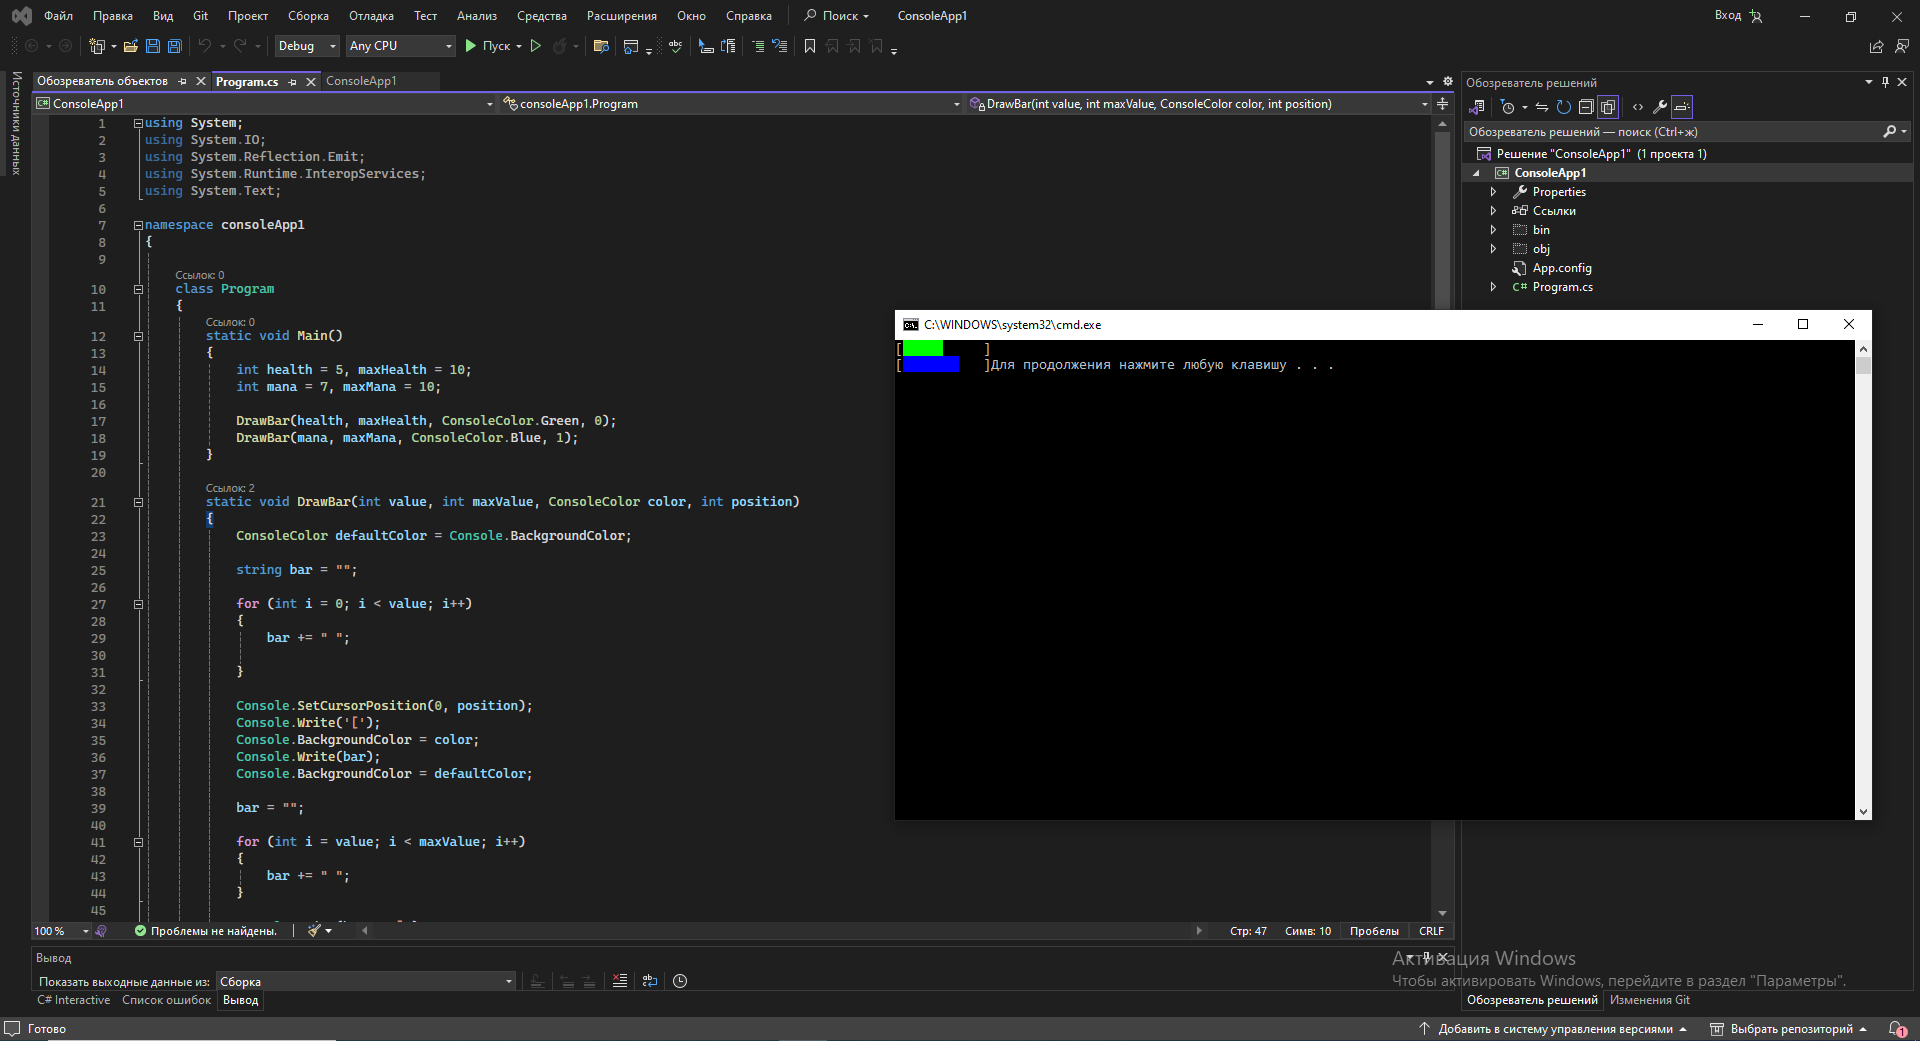 Файл Правка Вид Git Проект Сборка Отладка Тест Анализ Средства Расширения Окно Справка Поиск ConsoleApp1 Вход
Debug Any CPU Пуск
Источники данных
Обозреватель объектов Program.cs ConsoleApp1
ConsoleApp1 consoleApp1.Program DrawBar(int value, int maxValue, ConsoleColor color, int position)
1 using System;
2 using System.IO;
3 using System.Reflection.Emit;
4 using System.Runtime.InteropServices;
5 using System.Text;
6
7 namespace consoleApp1
8 {
9
Ссылок: 0
10 class Program
11 {
Ссылок: 0
12 static void Main()
13 {
14 int health = 5, maxHealth = 10;
15 int mana = 7, maxMana = 10;
16
17 DrawBar(health, maxHealth, ConsoleColor.Green, 0);
18 DrawBar(mana, maxMana, ConsoleColor.Blue, 1);
19 }
20
Ссылок: 2
21 static void DrawBar(int value, int maxValue, ConsoleColor color, int position)
22 {
23 ConsoleColor defaultColor = Console.BackgroundColor;
24
25 string bar = "";
26
27 for (int i = 0; i < value; i++)
28 {
29 bar += " ";
30
31 }
32
33 Console.SetCursorPosition(0, position);
34 Console.Write('[');
35 Console.BackgroundColor = color;
36 Console.Write(bar);
37 Console.BackgroundColor = defaultColor;
38
39 bar = "";
40
41 for (int i = value; i < maxValue; i++)
42 {
43 bar += " ";
44 }
45
100 % Проблемы не найдены. Стр: 47 Симв: 10 Пробелы CRLF
Вывод
Показать выходные данные из: Сборка
C# Interactive Список ошибок Вывод
C:\WINDOWS\system32\cmd.exe
[ ]
[ ]Для продолжения нажмите любую клавишу . . .
Обозреватель решений
Обозреватель решений — поиск (Ctrl+ж)
Решение "ConsoleApp1" (1 проекта 1)
ConsoleApp1
Properties
Ссылки
bin
obj
App.config
Program.cs
Активация Windows
Чтобы активировать Windows, перейдите в раздел "Параметры".
Обозреватель решений Изменения Git
Готово Добавить в систему управления версиями Выбрать репозиторий 1